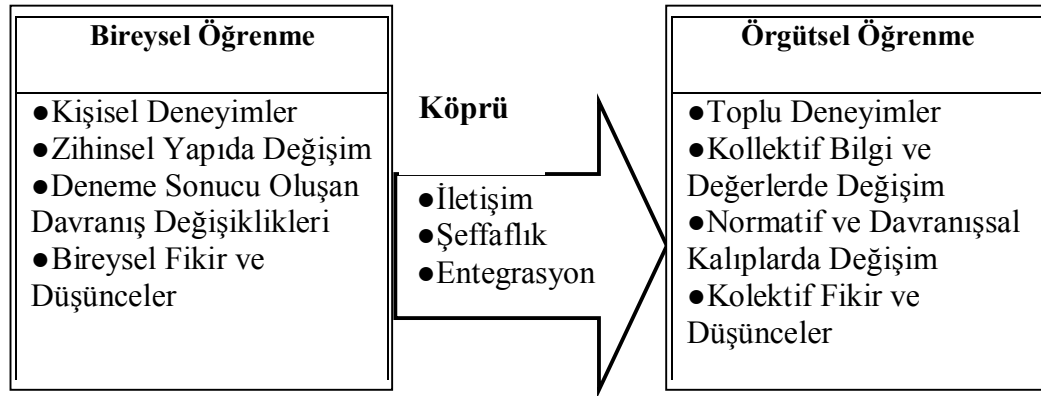 Bireysel Öğrenme
●Kişisel Deneyimler
●Zihinsel Yapıda Değişim
●Deneme Sonucu Oluşan
Davranış Değişiklikleri
●Bireysel Fikir ve
Düşünceler
Köprü
●İletişim
●Şeffaflık
●Entegrasyon
Örgütsel Öğrenme
●Toplu Deneyimler
●Kollektif Bilgi ve
Değerlerde Değişim
●Normatif ve Davranışsal
Kalıplarda Değişim
●Kolektif Fikir ve
Düşünceler